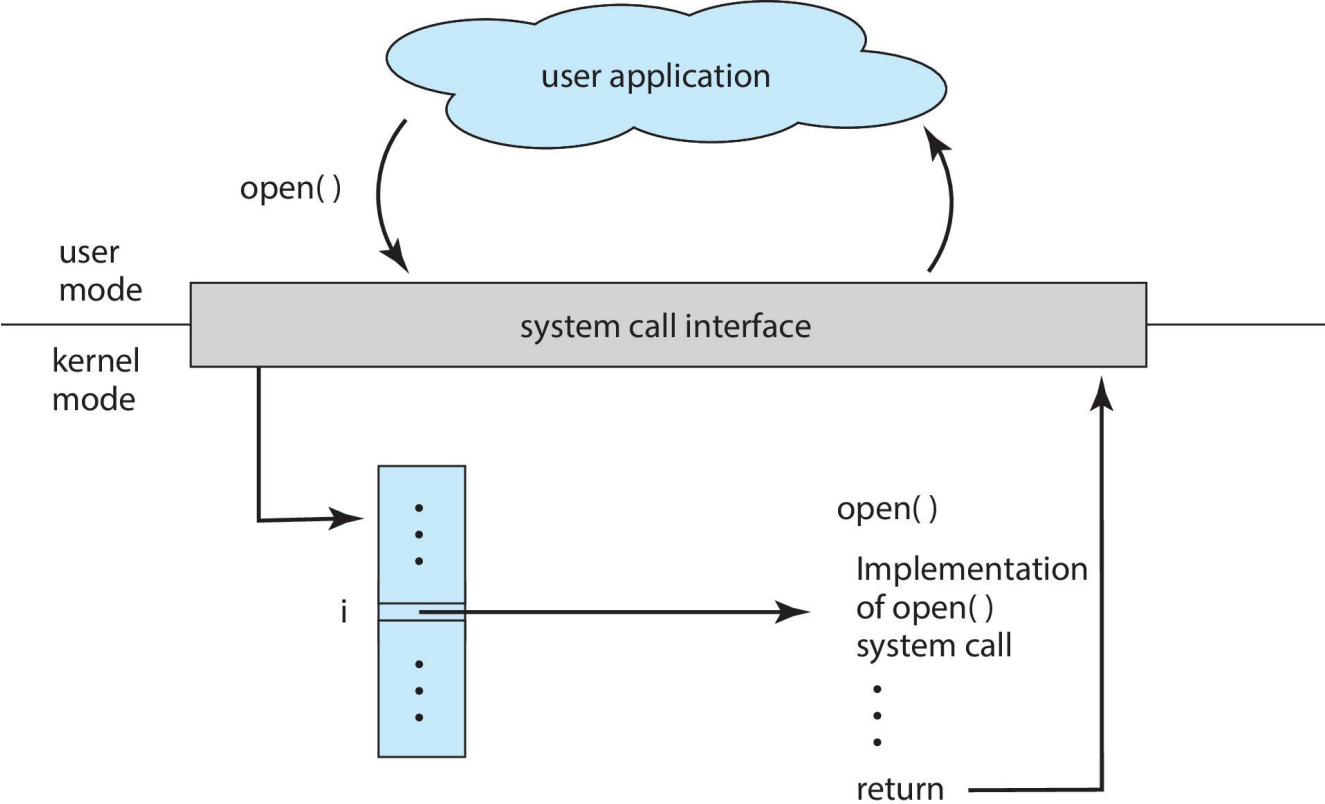 user application
open( )
user
mode
system call interface
kernel
mode
open( )
Implementation
i
of open( )
system call
return